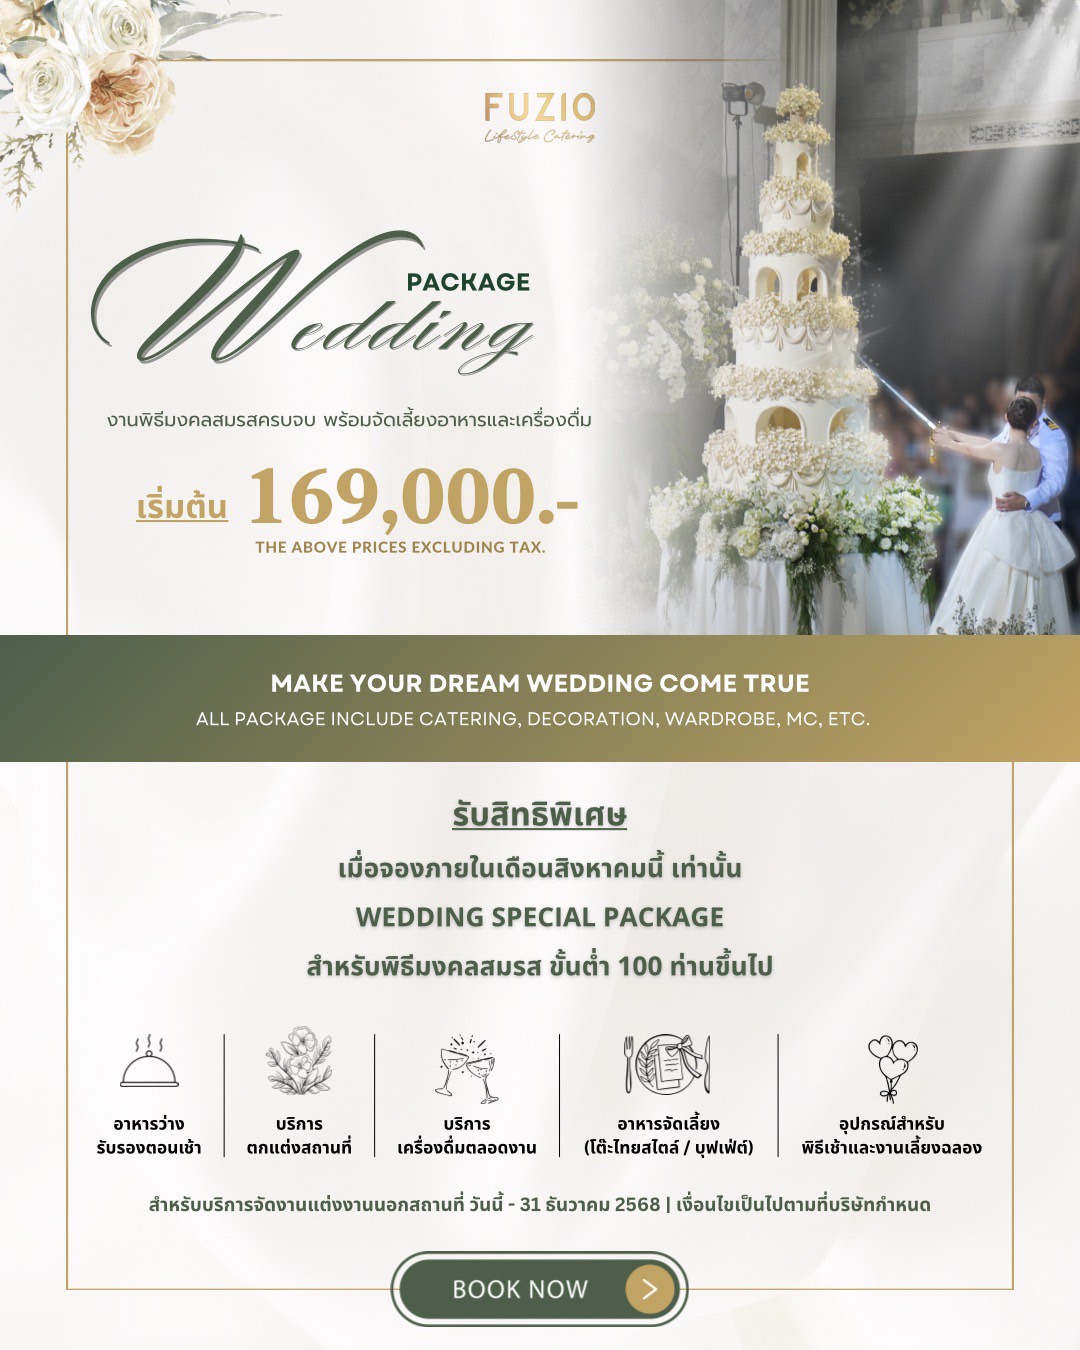 FUZIO
LifeStyle Catering
PACKAGE
Wedding
งานพิธีมงคลสมรสครบจบ พร้อมจัดเลี้ยงอาหารและเครื่องดื่ม
เริ่มต้น 169,000.-
THE ABOVE PRICES EXCLUDING TAX.
MAKE YOUR DREAM WEDDING COME TRUE
ALL PACKAGE INCLUDE CATERING, DECORATION, WARDROBE, MC, ETC.
รับสิทธิพิเศษ
เมื่อจองภายในเดือนสิงหาคมนี้ เท่านั้น
WEDDING SPECIAL PACKAGE
สำหรับพิธีมงคลสมรส ขั้นต่ำ 100 ท่านขึ้นไป
อาหารว่าง
รับรองตอนเช้า
บริการ
ตกแต่งสถานที่
บริการ
เครื่องดื่มตลอดงาน
อาหารจัดเลี้ยง
(โต๊ะไทยสไตล์ / บุฟเฟ่ต์)
อุปกรณ์สำหรับ
พิธีเช้าและงานเลี้ยงฉลอง
สำหรับบริการจัดงานแต่งงานนอกสถานที่ วันนี้ - 31 ธันวาคม 2568 | เงื่อนไขเป็นไปตามที่บริษัทกำหนด
BOOK NOW